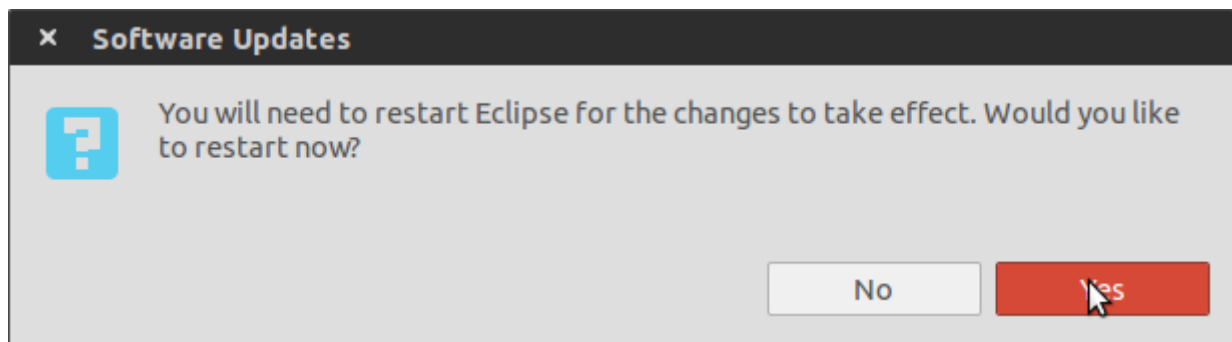 Software Updates
You will need to restart Eclipse for the changes to take effect. Would you like
to restart now?
No
Yes